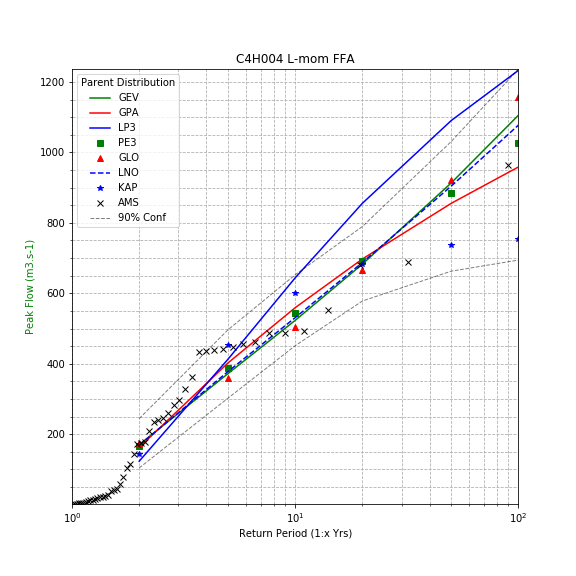 C4H004 L-mom FFA
Parent Distribution
GEV
GPA
LP3
PE3
GLO
LNO
KAP
AMS
90% Conf
1200
1000
800
600
400
200
Peak Flow (m3.s-1)
10^0
10^1
10^2
Return Period (1:x Yrs)